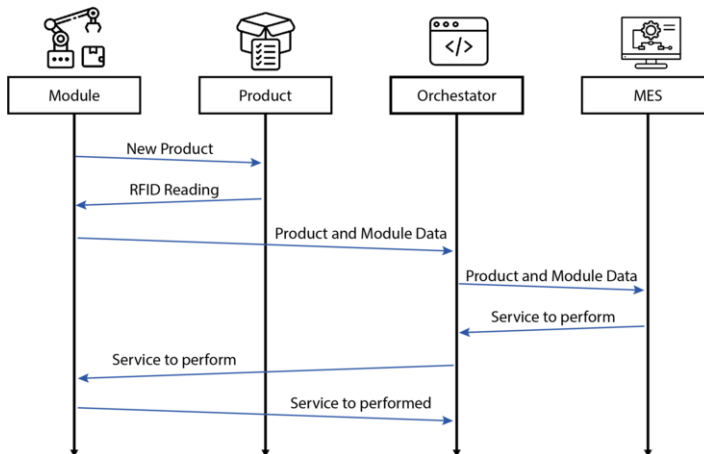 </>
Module
Product
Orchestator
MES
New Product
RFID Reading
Product and Module Data
Product and Module Data
Service to perform
Service to perform
Service to performed